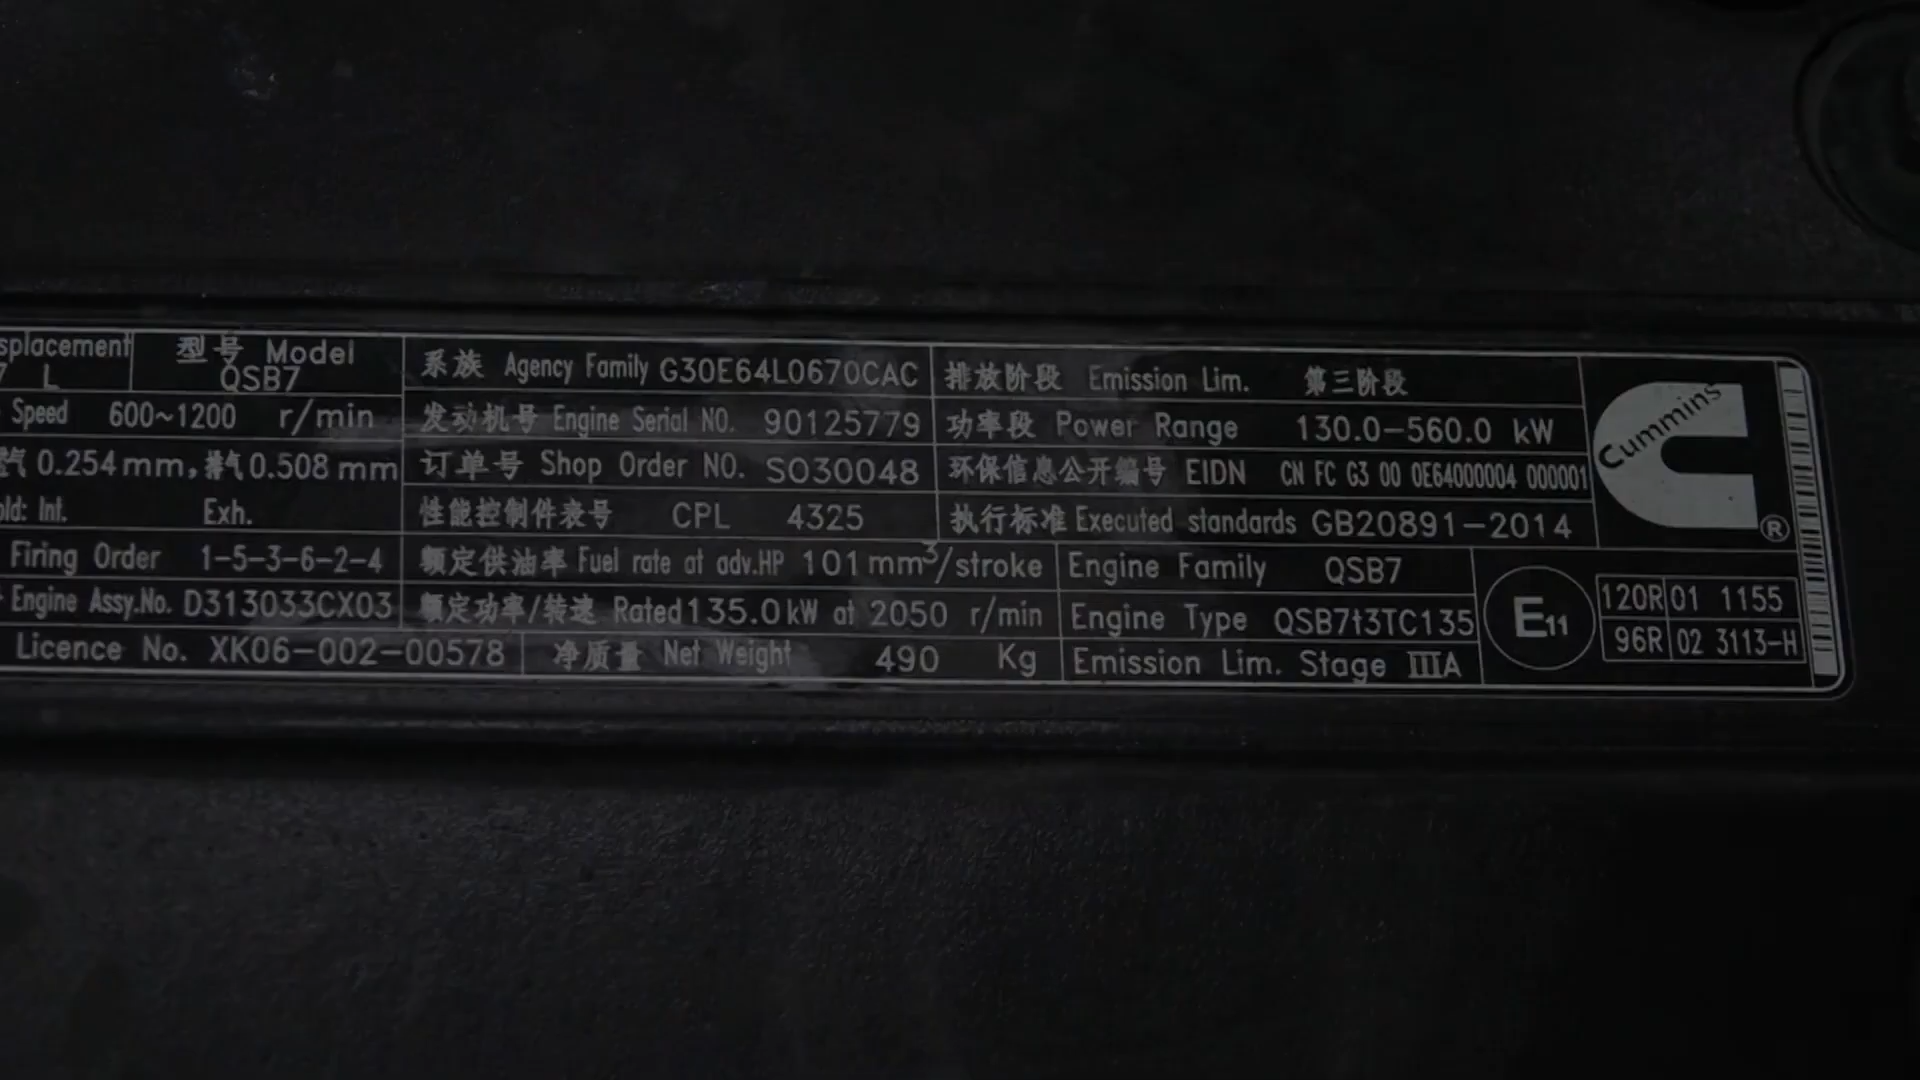 splacement 型号 Model 系族 Agency Family G30E64L0670CAC 排放阶段 Emission Lim. 第三阶段
7 L QSB7
Speed 600~1200 r/min 发动机号 Engine Serial NO. 90125779 功率段 Power Range 130.0-560.0 kW
气 0.254 mm, 排气 0.508 mm 订单号 Shop Order NO. SO30048 环保信息公开编号 EIDN CN FC G3 00 0E64000004 000001
old: Int. Exh. 性能控制件表号 CPL 4325 执行标准 Executed standards GB20891-2014
Cummins ®
Firing Order 1-5-3-6-2-4 额定供油率 Fuel rate at adv.HP 101 mm³/stroke Engine Family QSB7
Engine Assy.No. D313033CX03 额定功率/转速 Rated 135.0 kW at 2050 r/min Engine Type QSB7t3TC135
Licence No. XK06-002-00578 净质量 Net Weight 490 Kg Emission Lim. Stage IIIA
E11 120R 01 1155
96R 02 3113-H